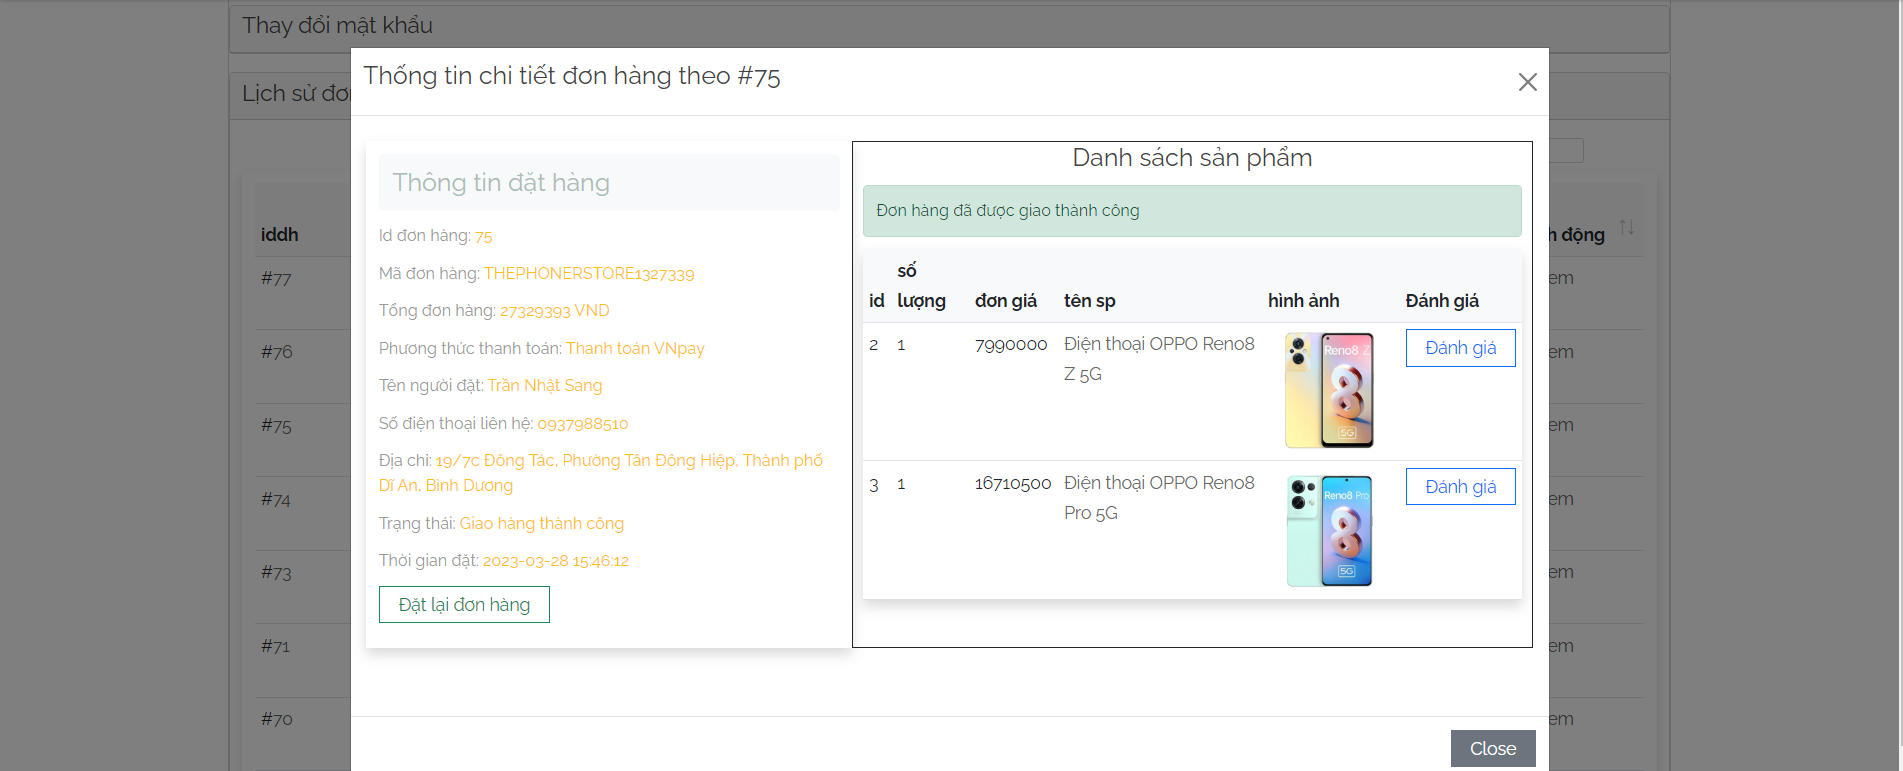 Thay đổi mật khẩu
Thống tin chi tiết đơn hàng theo #75
Lịch sử đơn
Thông tin đặt hàng
Id đơn hàng: 75
Mã đơn hàng: THEPHONERSTORE1327339
Tổng đơn hàng: 27329393 VND
Phương thức thanh toán: Thanh toán VNpay
Tên người đặt: Trần Nhật Sang
Số điện thoại liên hệ: 0937988510
Địa chỉ: 19/7c Đông Tác, Phường Tân Đông Hiệp, Thành phố
Dĩ An, Bình Dương
Trạng thái: Giao hàng thành công
Thời gian đặt: 2023-03-28 15:46:12
Đặt lại đơn hàng
Danh sách sản phẩm
Đơn hàng đã được giao thành công
id số lượng đơn giá tên sp hình ảnh Đánh giá
2 1 7990000 Điện thoại OPPO Reno8 Đánh giá
Z 5G
Reno8 Z
5G
3 1 16710500 Điện thoại OPPO Reno8 Đánh giá
Pro 5G
Reno8 Pro
5G
Close
iddh động
#77 em
#76 em
#75 em
#74 em
#73 em
#71 em
#70 em